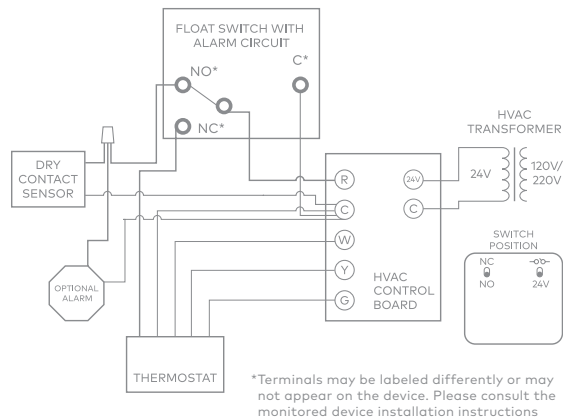 FLOAT SWITCH WITH
ALARM CIRCUIT
NO*
C*
NC*
DRY
CONTACT
SENSOR
OPTIONAL
ALARM
THERMOSTAT
R
C
W
Y
G
24V
C
HVAC
CONTROL
BOARD
HVAC
TRANSFORMER
24V
120V/
220V
SWITCH
POSITION
NC
NO
24V
*Terminals may be labeled differently or may
not appear on the device. Please consult the
monitored device installation instructions